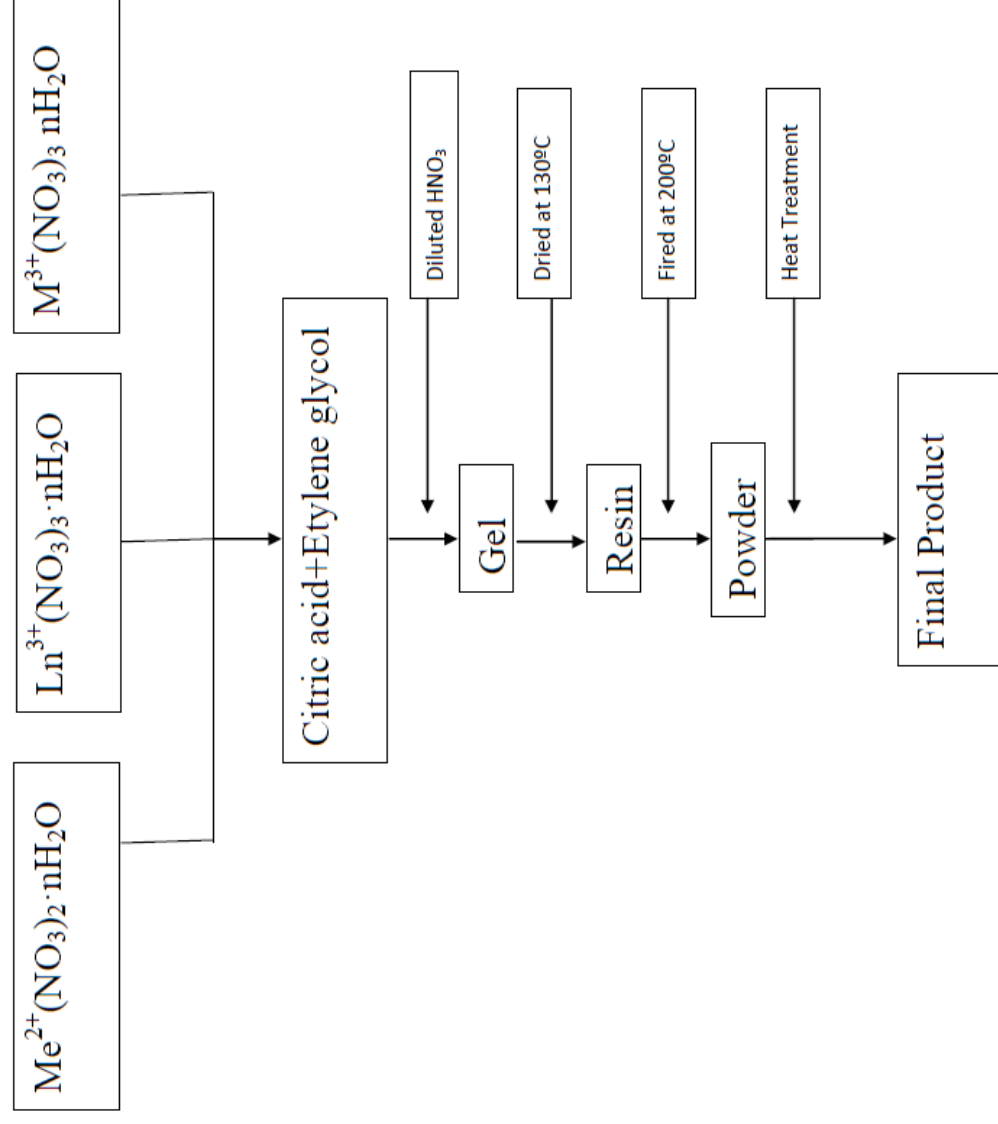 Me²⁺(NO₃)₂·nH₂O
Ln³⁺(NO₃)₃·nH₂O
M³⁺(NO₃)₃ nH₂O
Citric acid+Etylene glycol
Diluted HNO₃
Gel
Dried at 130ºC
Resin
Fired at 200ºC
Powder
Heat Treatment
Final Product